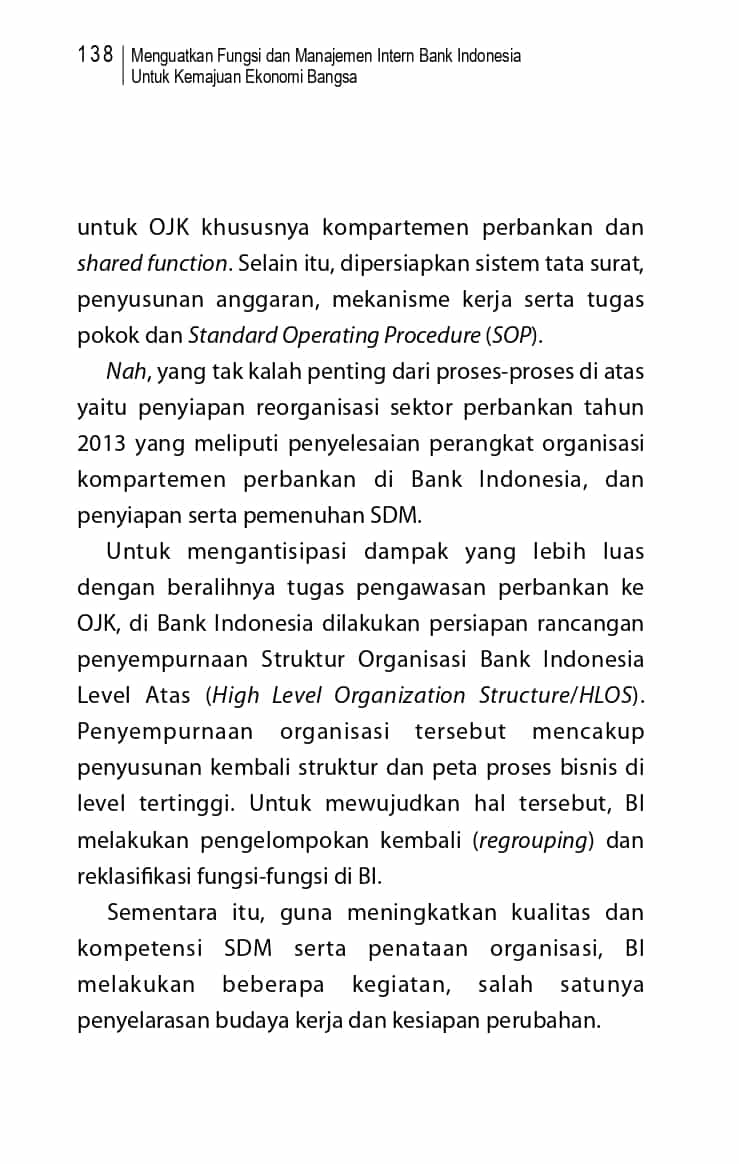 138
Menguatkan Fungsi dan Manajemen Intern Bank Indonesia
Untuk Kemajuan Ekonomi Bangsa
untuk OJK khususnya kompartemen perbankan dan
shared function. Selain itu, dipersiapkan sistem tata surat,
penyusunan anggaran, mekanisme kerja serta tugas
pokok dan Standard Operating Procedure (SOP).
Nah, yang tak kalah penting dari proses-proses di atas
yaitu penyiapan reorganisasi sektor perbankan tahun
2013 yang meliputi penyelesaian perangkat organisasi
kompartemen perbankan di Bank Indonesia, dan
penyiapan serta pemenuhan SDM.
Untuk mengantisipasi dampak yang lebih luas
dengan beralihnya tugas pengawasan perbankan ke
OJK, di Bank Indonesia dilakukan persiapan rancangan
penyempurnaan Struktur Organisasi Bank Indonesia
Level Atas (High Level Organization Structure/HLOS).
Penyempurnaan organisasi tersebut mencakup
penyusunan kembali struktur dan peta proses bisnis di
level tertinggi. Untuk mewujudkan hal tersebut, BI
melakukan pengelompokan kembali (regrouping) dan
reklasifikasi fungsi-fungsi di BI.
Sementara itu, guna meningkatkan kualitas dan
kompetensi SDM serta penataan organisasi, BI
melakukan beberapa kegiatan, salah satunya
penyelarasan budaya kerja dan kesiapan perubahan.